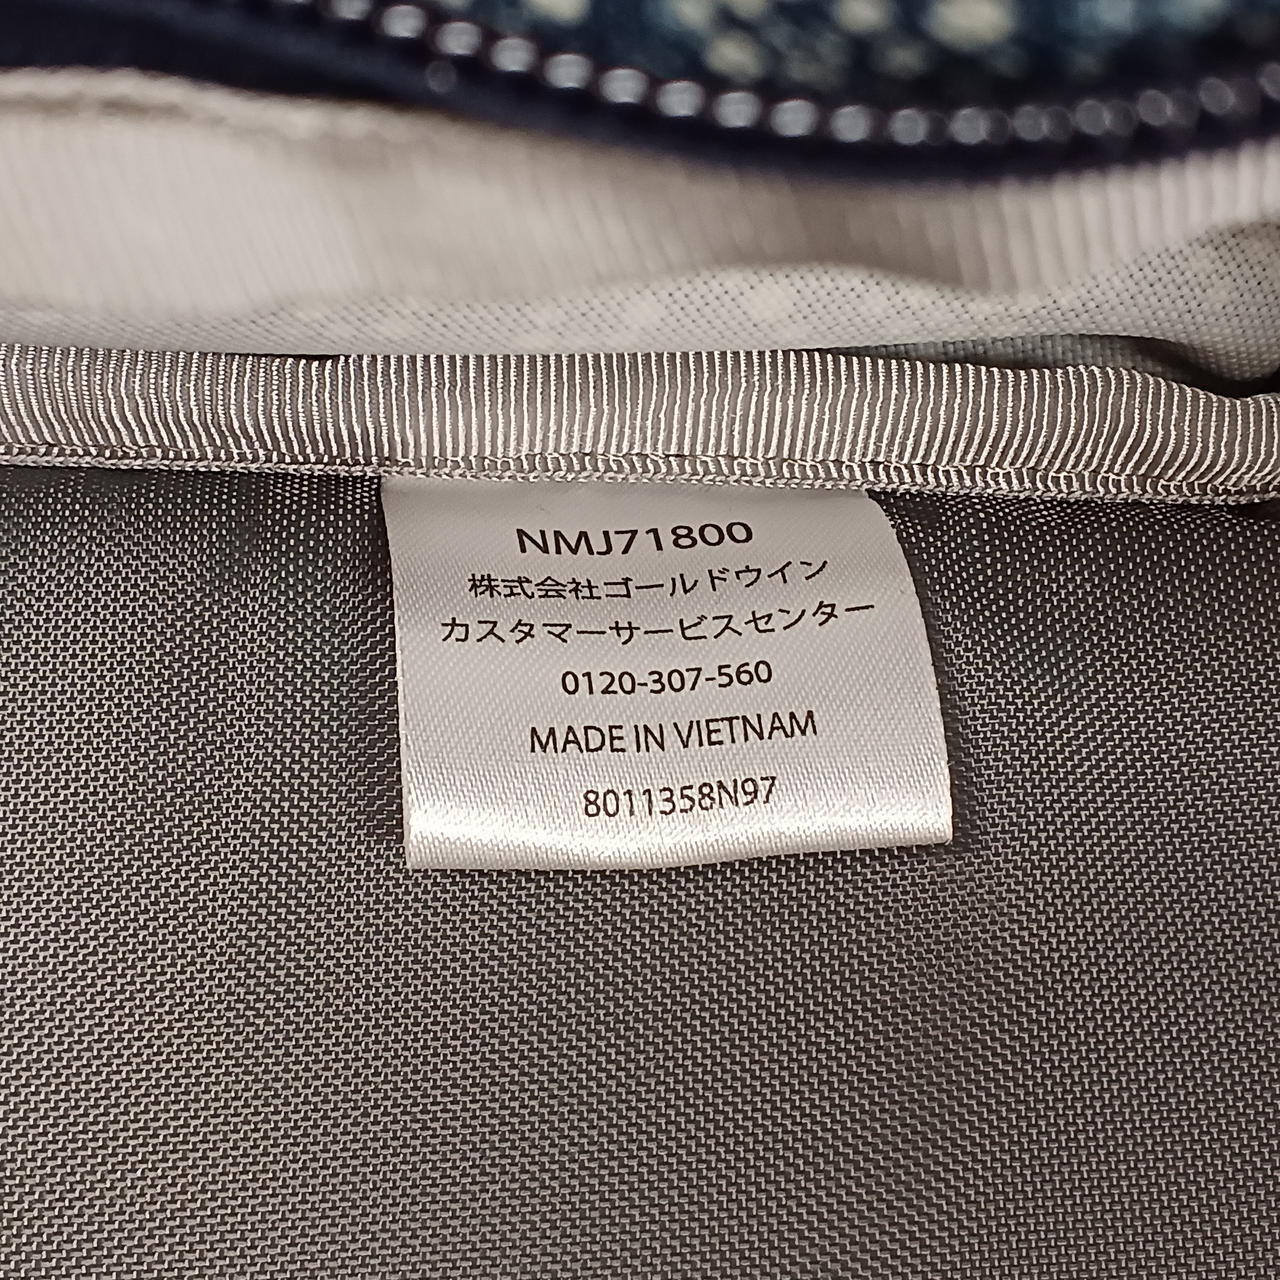 NMJ71800
株式会社ゴールドウイン
カスタマーサービスセンター
0120-307-560
MADE IN VIETNAM
8011358N97